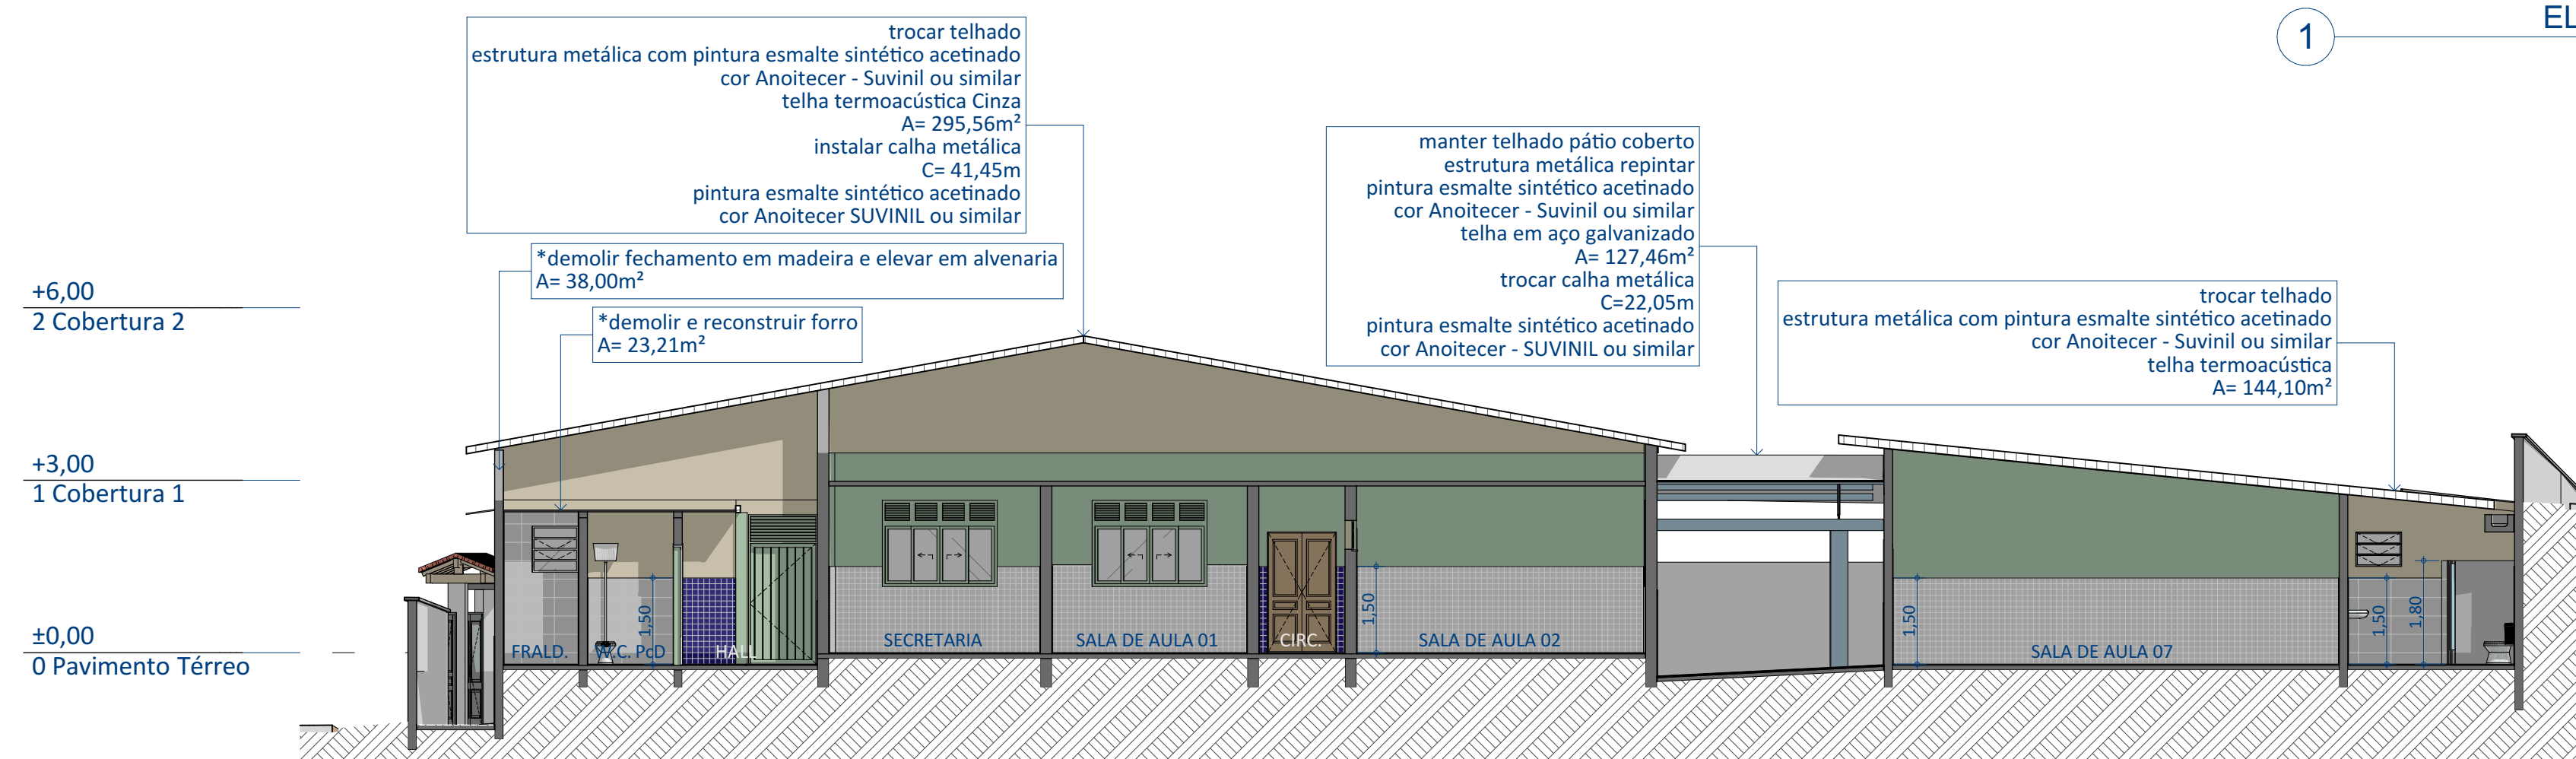 trocar telhado
estrutura metálica com pintura esmalte sintético acetinado
cor Anoitecer - Suvinil ou similar
telha termoacústica Cinza
A= 295,56m²
instalar calha metálica
C= 41,45m
pintura esmalte sintético acetinado
cor Anoitecer SUVINIL ou similar
1
EL
manter telhado pátio coberto
estrutura metálica repintar
pintura esmalte sintético acetinado
cor Anoitecer - Suvinil ou similar
telha em aço galvanizado
A= 127,46m²
trocar calha metálica
C=22,05m
pintura esmalte sintético acetinado
cor Anoitecer - SUVINIL ou similar
*demolir fechamento em madeira e elevar em alvenaria
A= 38,00m²
*demolir e reconstruir forro
A= 23,21m²
trocar telhado
estrutura metálica com pintura esmalte sintético acetinado
cor Anoitecer - Suvinil ou similar
telha termoacústica
A= 144,10m²
+6,00
2 Cobertura 2
+3,00
1 Cobertura 1
±0,00
0 Pavimento Térreo
1,50
1,50
1,50
1,50
1,80
FRALD.
W.C. PcD
HALL
SECRETARIA
SALA DE AULA 01
CIRC.
SALA DE AULA 02
SALA DE AULA 07